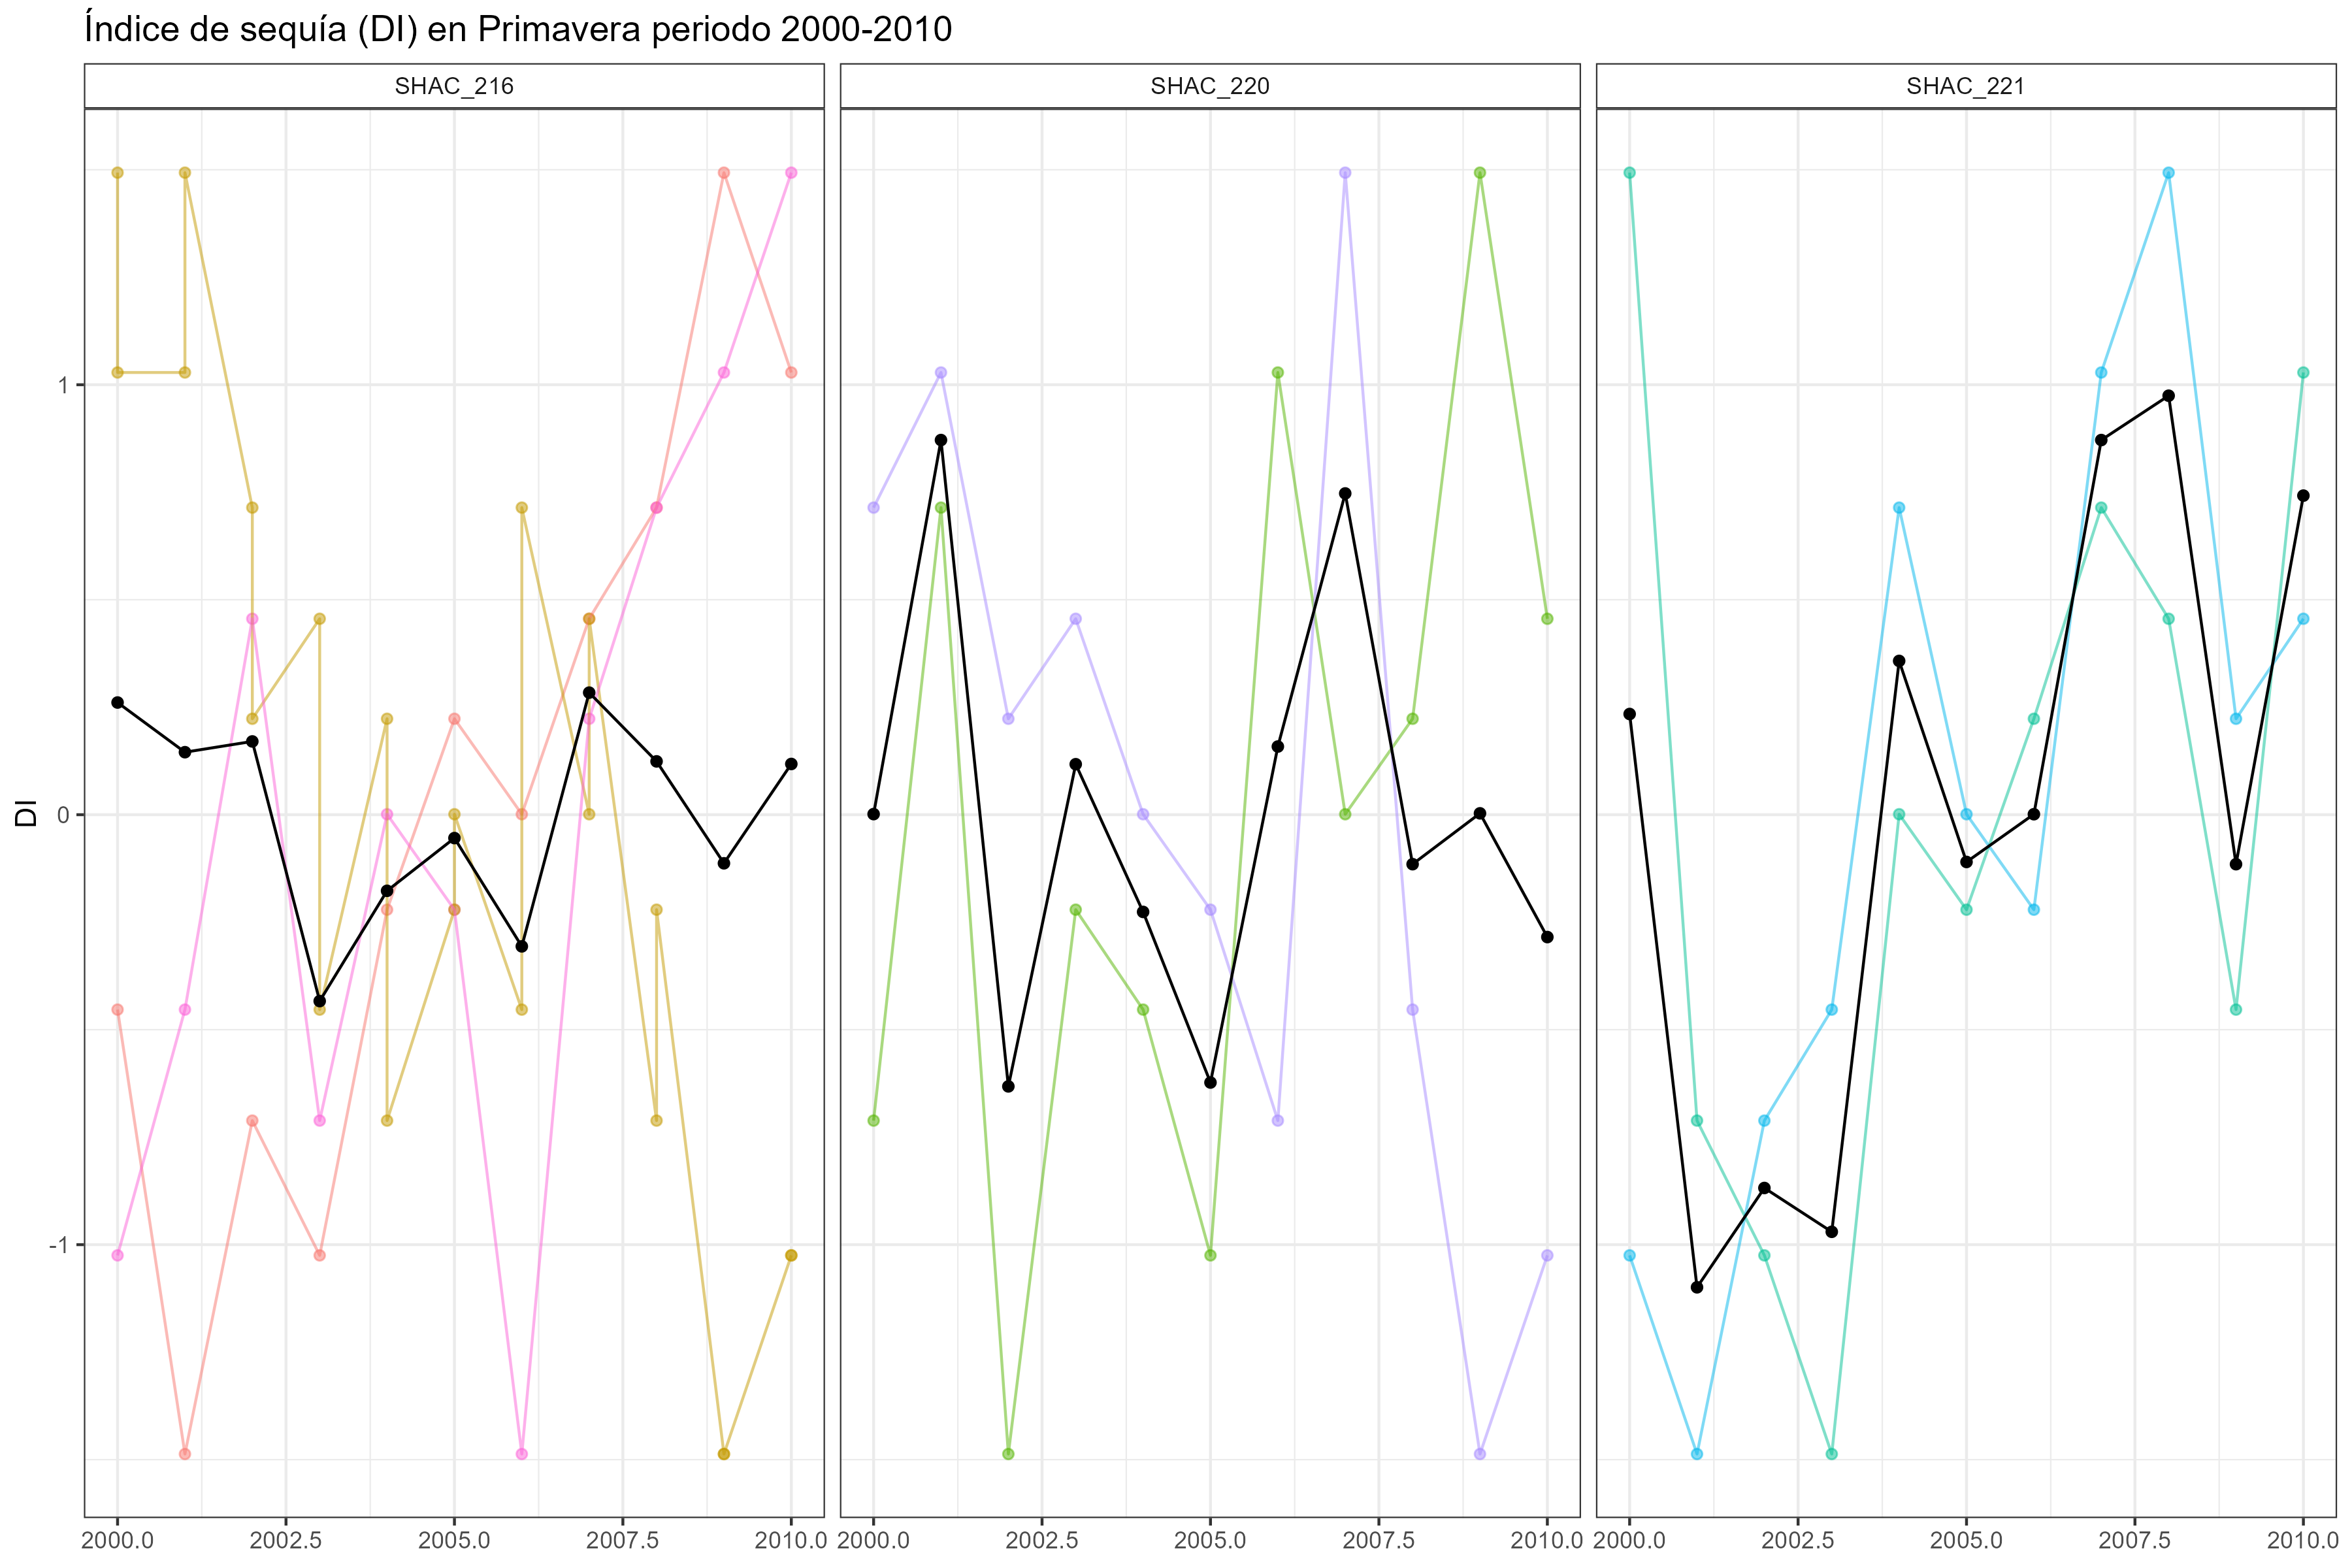 Índice de sequía (DI) en Primavera periodo 2000-2010
SHAC_216 SHAC_220 SHAC_221
DI
1
0
-1
2000.0 2002.5 2005.0 2007.5 2010.0 2000.0 2002.5 2005.0 2007.5 2010.0 2000.0 2002.5 2005.0 2007.5 2010.0